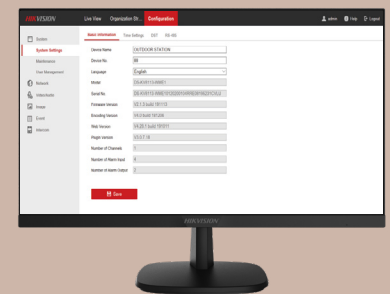 HIKVISION Live View Organization Str... Configuration admin Help Logout
System
System Settings
Maintenance
User Management
Network
Video/Audio
Image
Event
Intercom
Basic Information Time Settings DST RS-485
Device Name OUTDOOR STATION
Device No.
Language English
Model
Serial No.
Firmware Version
Encoding Version
Web Version
Plugin Version
Number of Channels 1
Number of Alarm Input 4
Number of Alarm Output
Save
HIKVISION